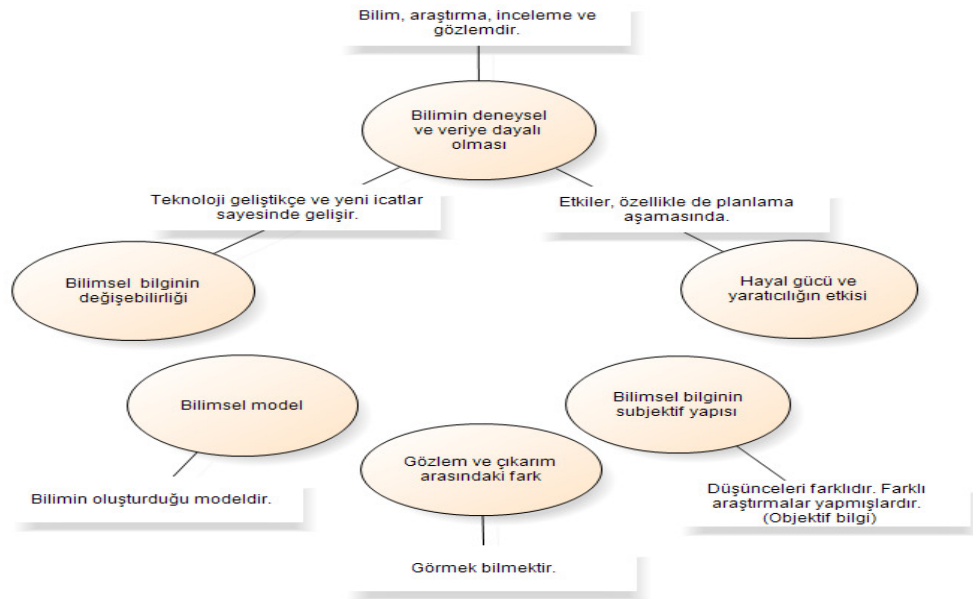 Bilim, araştırma, inceleme ve
gözlemdir.
Bilimin deneysel
ve veriye dayalı
olması
Teknoloji geliştikçe ve yeni icatlar
sayesinde gelişir.
Etkiler, özellikle de planlama
aşamasında.
Bilimsel bilginin
değişebilirliği
Hayal gücü ve
yaratıcılığın etkisi
Bilimsel model
Bilimsel bilginin
subjektif yapısı
Gözlem ve çıkarım
arasındaki fark
Bilimin oluşturduğu modeldir.
Düşünceleri farklıdır. Farklı
araştırmalar yapmışlardır.
(Objektif bilgi)
Görmek bilmektir.